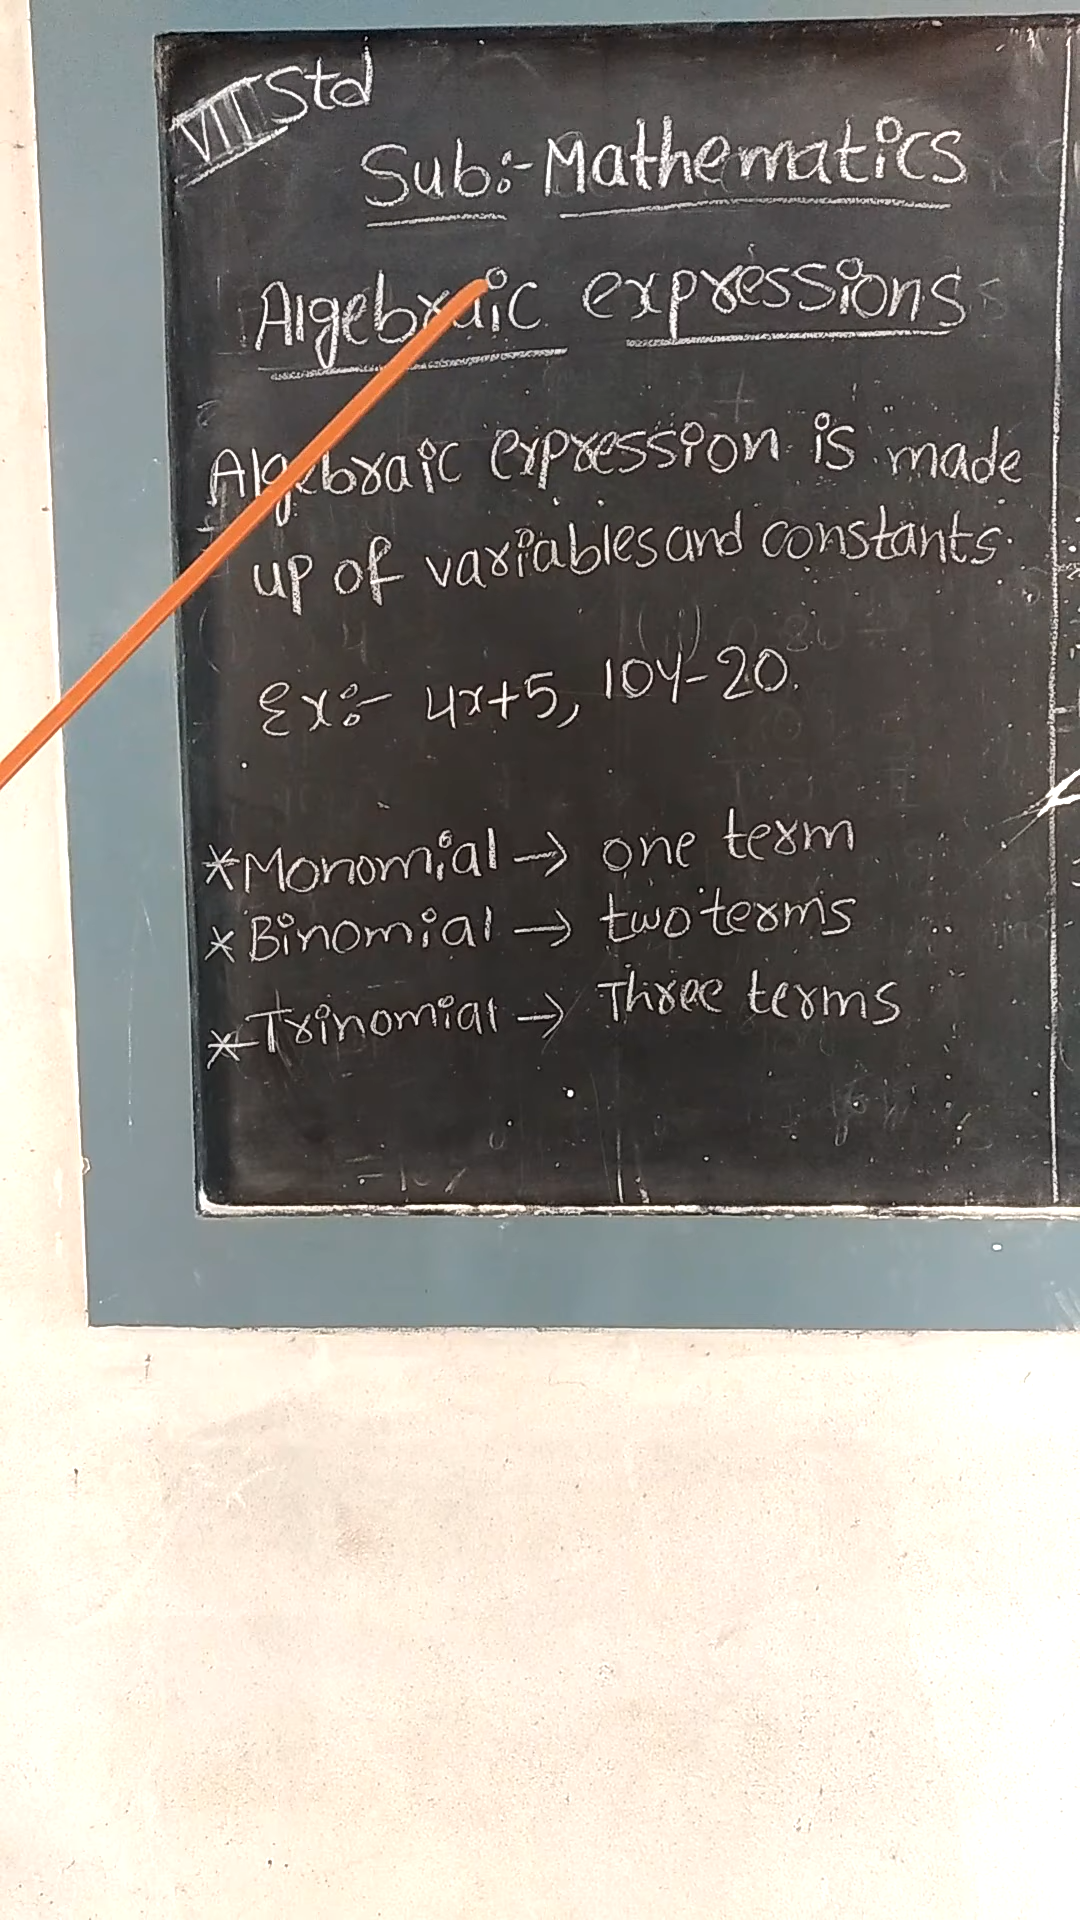 VII Std
Sub:- Mathematics
Algebraic expressions
Algebraic expression is made
up of variables and constants.
Ex:- 4x+5, 10y-20.
*Monomial → one term
*Binomial → two terms
*Trinomial → Three terms